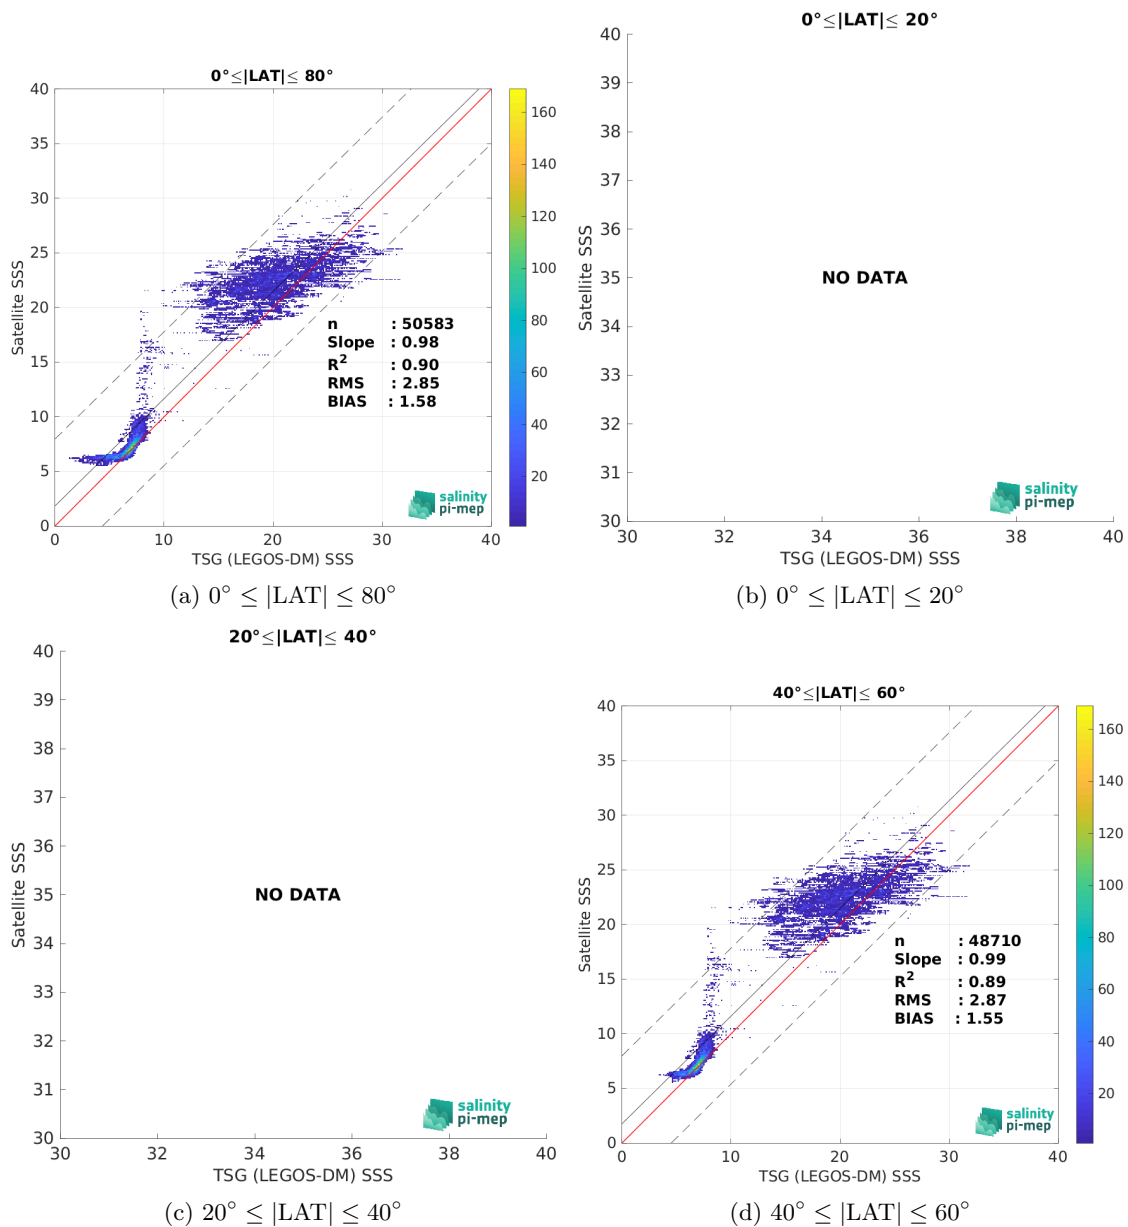 0°≤|LAT|≤ 80°
40
35
30
25
20
15
10
5
0
Satellite SSS
n : 50583
Slope : 0.98
R² : 0.90
RMS : 2.85
BIAS : 1.58
salinity
pi-mep
0 10 20 30 40
TSG (LEGOS-DM) SSS
160
140
120
100
80
60
40
20
(a) 0° ≤ |LAT| ≤ 80°
0°≤|LAT|≤ 20°
40
39
38
37
36
35
34
33
32
31
30
Satellite SSS
NO DATA
salinity
pi-mep
30 32 34 36 38 40
TSG (LEGOS-DM) SSS
(b) 0° ≤ |LAT| ≤ 20°
20°≤|LAT|≤ 40°
40
39
38
37
36
35
34
33
32
31
30
Satellite SSS
NO DATA
salinity
pi-mep
30 32 34 36 38 40
TSG (LEGOS-DM) SSS
(c) 20° ≤ |LAT| ≤ 40°
40°≤|LAT|≤ 60°
40
35
30
25
20
15
10
5
0
Satellite SSS
n : 48710
Slope : 0.99
R² : 0.89
RMS : 2.87
BIAS : 1.55
salinity
pi-mep
0 10 20 30 40
TSG (LEGOS-DM) SSS
160
140
120
100
80
60
40
20
(d) 40° ≤ |LAT| ≤ 60°